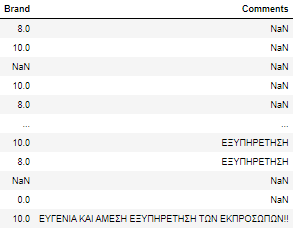 Brand Comments
8.0 NaN
10.0 NaN
NaN NaN
10.0 NaN
8.0 NaN
... ...
10.0 ΕΞΥΠΗΡΕΤΗΣΗ
8.0 ΕΞΥΠΗΡΕΤΗΣΗ
NaN NaN
0.0 NaN
10.0 ΕΥΓΕΝΙΑ ΚΑΙ ΑΜΕΣΗ ΕΞΥΠΗΡΕΤΗΣΗ ΤΩΝ ΕΚΠΡΟΣΩΠΩΝ!!